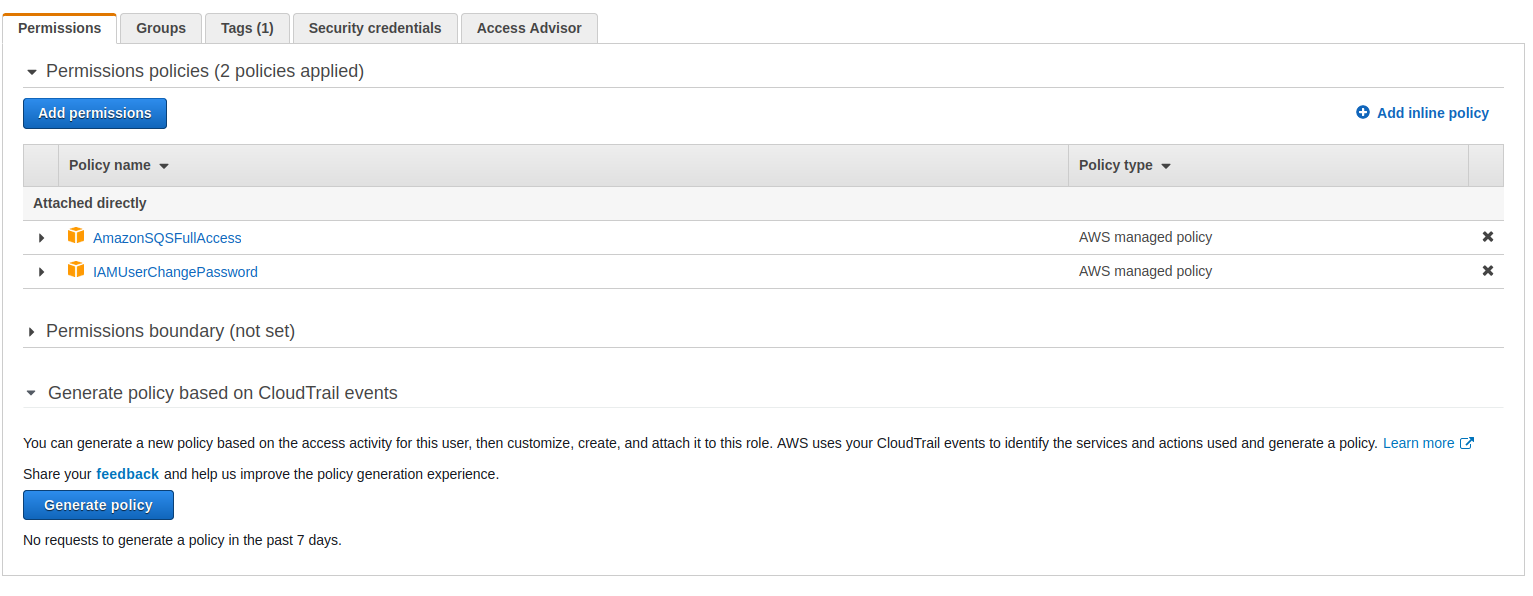 Permissions Groups Tags (1) Security credentials Access Advisor
Permissions policies (2 policies applied)
Add permissions Add inline policy
Policy name Policy type
Attached directly
AmazonSQSFullAccess AWS managed policy
IAMUserChangePassword AWS managed policy
Permissions boundary (not set)
Generate policy based on CloudTrail events
You can generate a new policy based on the access activity for this user, then customize, create, and attach it to this role. AWS uses your CloudTrail events to identify the services and actions used and generate a policy. Learn more
Share your feedback and help us improve the policy generation experience.
Generate policy
No requests to generate a policy in the past 7 days.